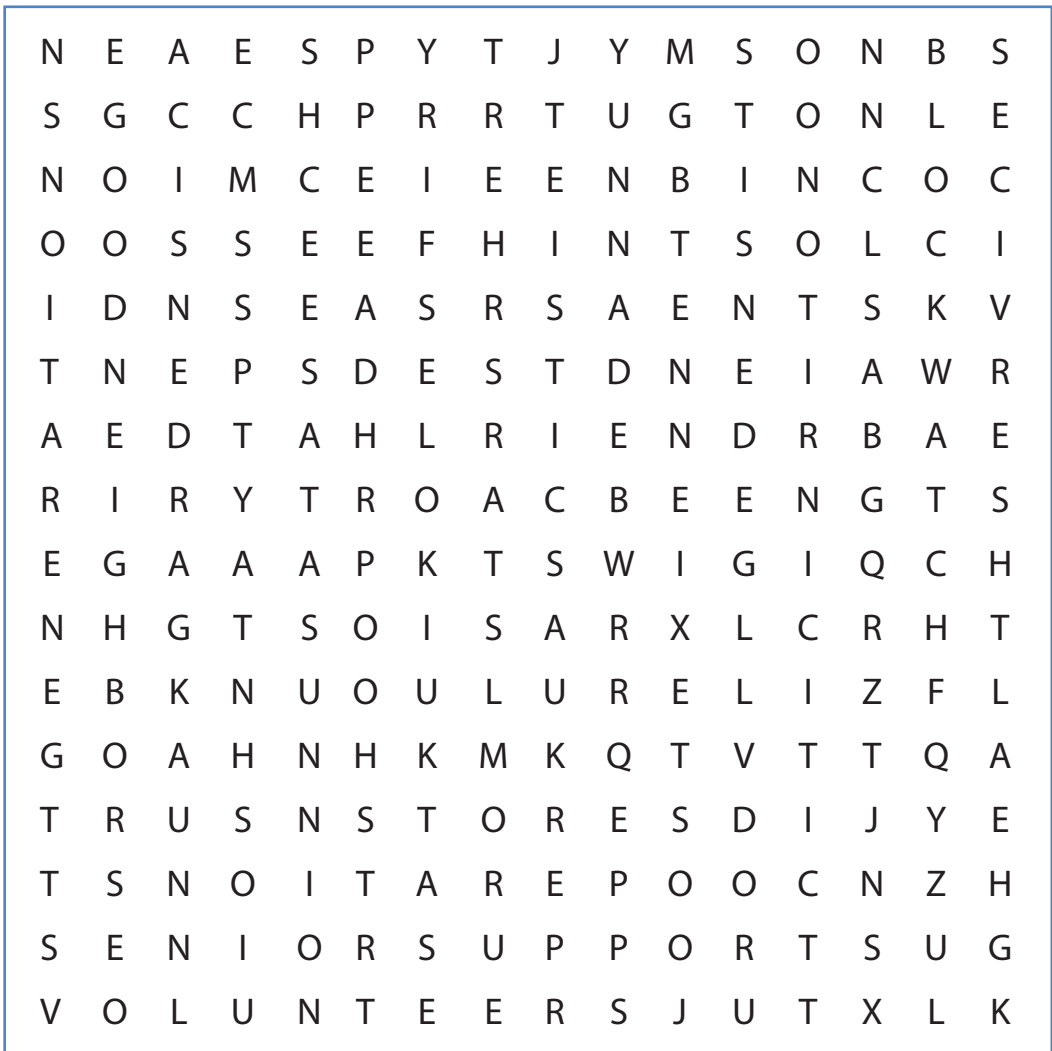 N E A E S P Y T J Y M S O N B S
S G C C H P R R T U G T O N L E
N O I M C E I E E N B I N C O C
O O S S E E F H I N T S O L C I
I D N S E A S R S A E N T S K V
T N E P S D E S T D N E I A W R
A E D T A H L R I E N D R B A E
R I R Y T R O A C B E E N G T S
E G A A A P K T S W I G I Q C H
N H G T S O I S A R X L C R H T
E B K N U O U L U R E L I Z F L
G O A H N H K M K Q T V T T Q A
T R U S N S T O R E S D I J Y E
T S N O I T A R E P O O C N Z H
S E N I O R S U P P O R T S U G
V O L U N T E E R S J U T X L K